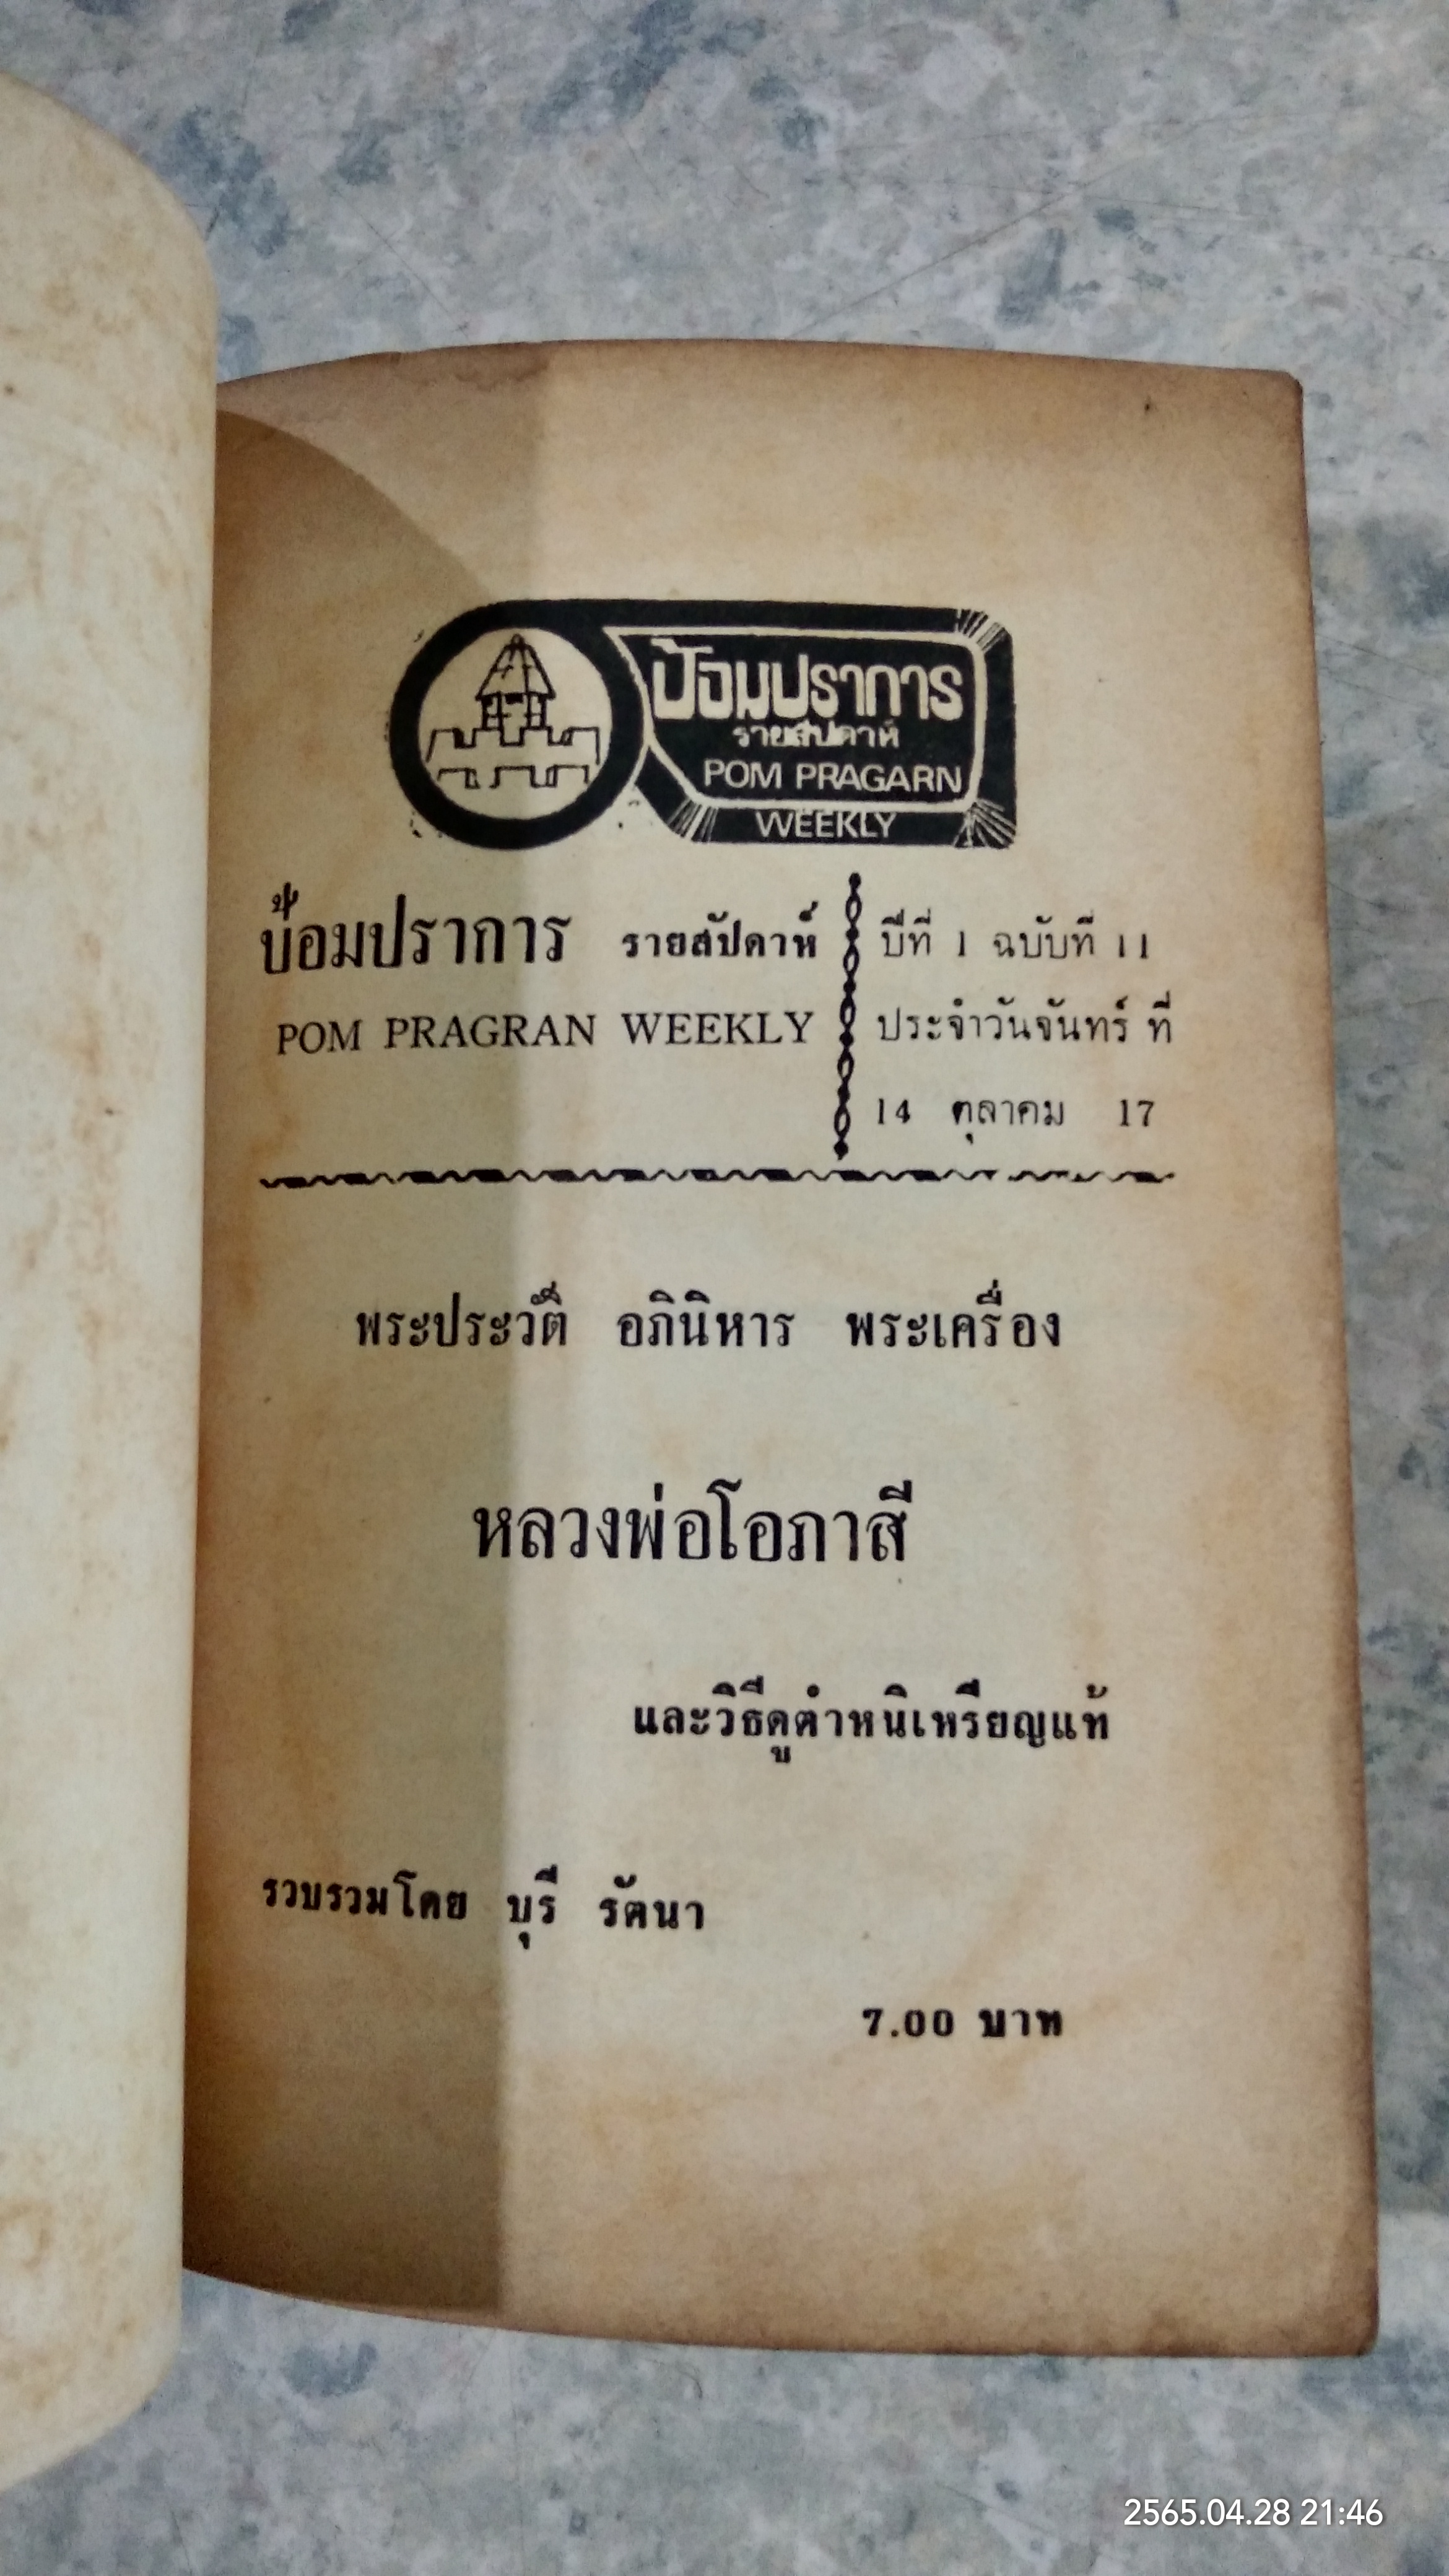 ป้อมปราการ
รายสัปดาห์
POM PRAGARN
WEEKLY
ป้อมปราการ รายสัปดาห์
POM PRAGRAN WEEKLY
ปีที่ 1 ฉบับที่ 11
ประจำวันจันทร์ ที่
14 ตุลาคม 17
พระประวัติ อภินิหาร พระเครื่อง
หลวงพ่อโอภาสี
และวิธีดูตำหนิเหรียญแท้
รวบรวมโดย บุรี รัตนา
7.00 บาท
2565.04.28 21:46